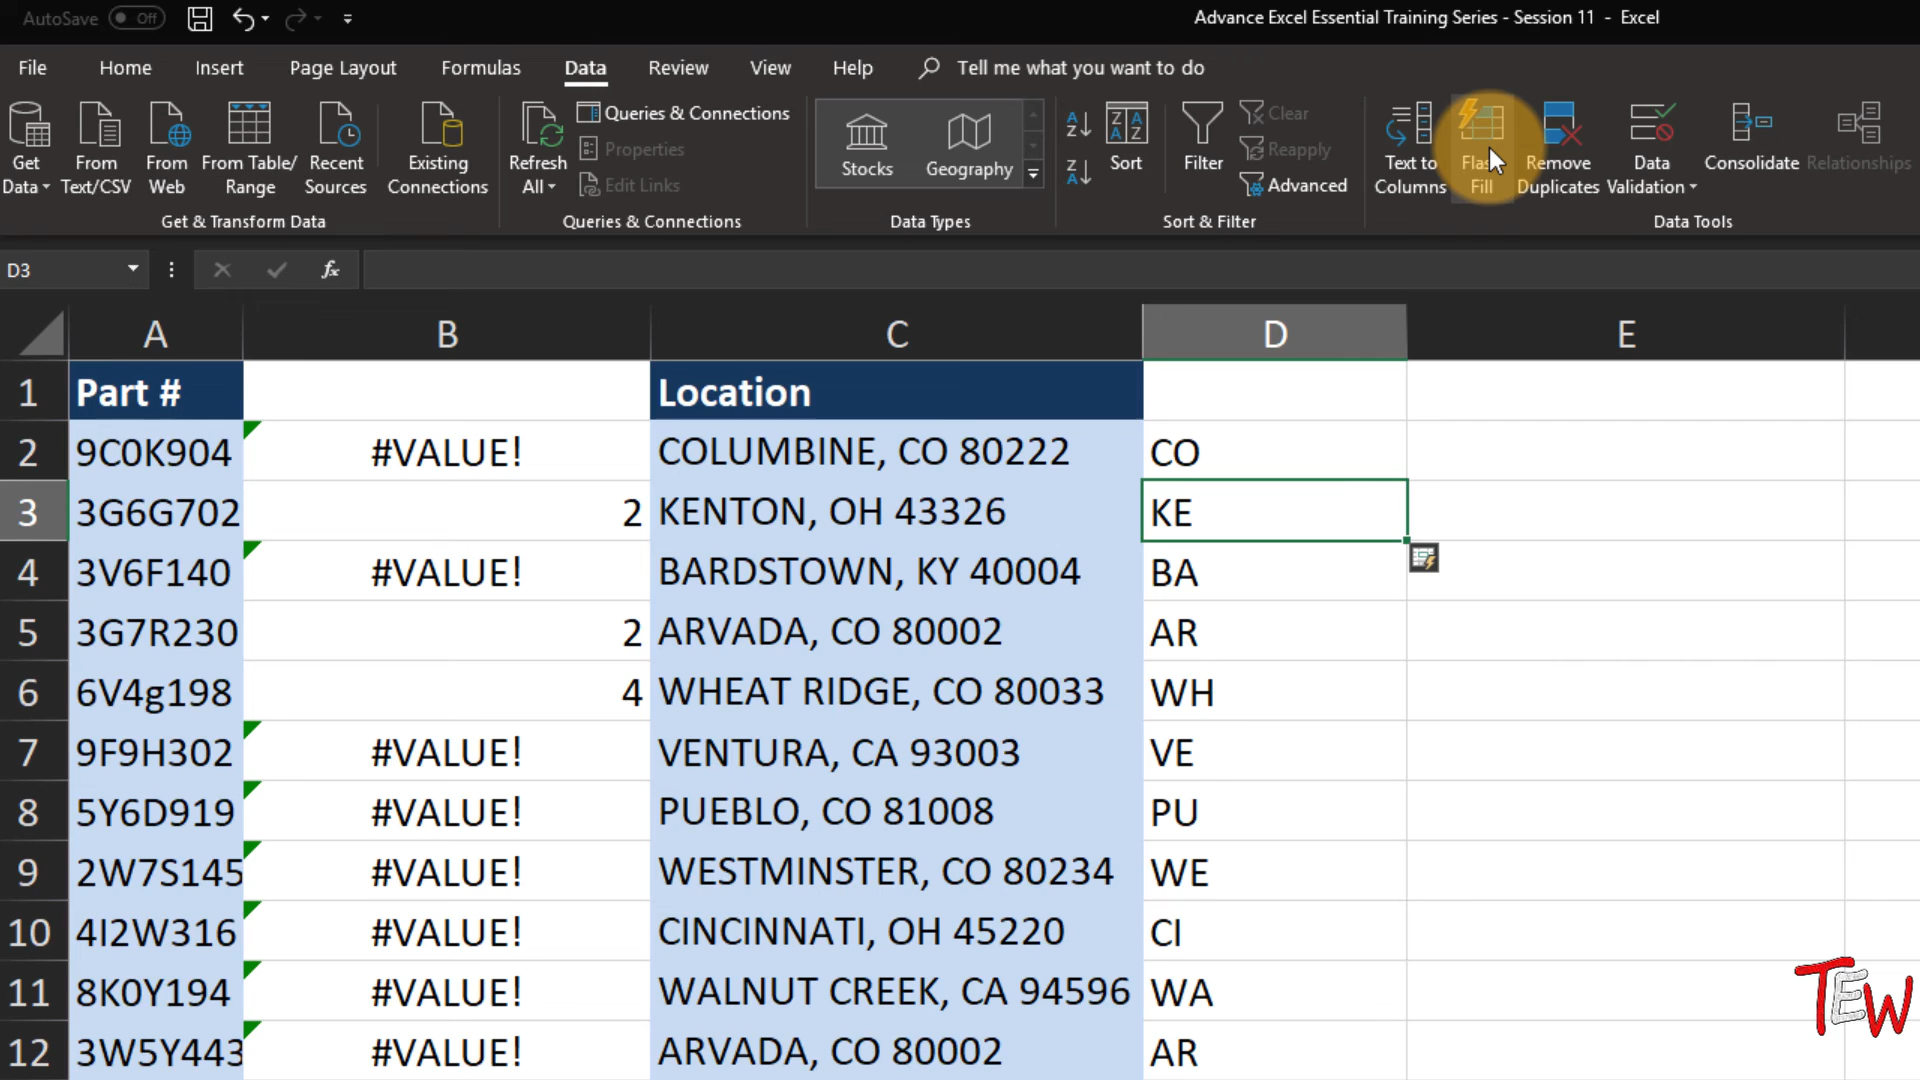 AutoSave Off
Advance Excel Essential Training Series - Session 11 - Excel
File Home Insert Page Layout Formulas Data Review View Help Tell me what you want to do
Get Data
From Text/CSV
From Web
From Table/ Range
Recent Sources
Existing Connections
Refresh All
Queries & Connections
Properties
Edit Links
Stocks
Geography
Sort
Filter
Clear
Reapply
Advanced
Text to Columns
Fill
Remove Duplicates
Data Validation
Consolidate
Relationships
Get & Transform Data
Queries & Connections
Data Types
Sort & Filter
Data Tools
D3 fx
A B C D E
1 Part # Location
2 9C0K904 #VALUE! COLUMBINE, CO 80222 CO
3 3G6G702 2 KENTON, OH 43326 KE
4 3V6F140 #VALUE! BARDSTOWN, KY 40004 BA
5 3G7R230 2 ARVADA, CO 80002 AR
6 6V4g198 4 WHEAT RIDGE, CO 80033 WH
7 9F9H302 #VALUE! VENTURA, CA 93003 VE
8 5Y6D919 #VALUE! PUEBLO, CO 81008 PU
9 2W7S145 #VALUE! WESTMINSTER, CO 80234 WE
10 4I2W316 #VALUE! CINCINNATI, OH 45220 CI
11 8K0Y194 #VALUE! WALNUT CREEK, CA 94596 WA
12 3W5Y443 #VALUE! ARVADA, CO 80002 AR
TEW